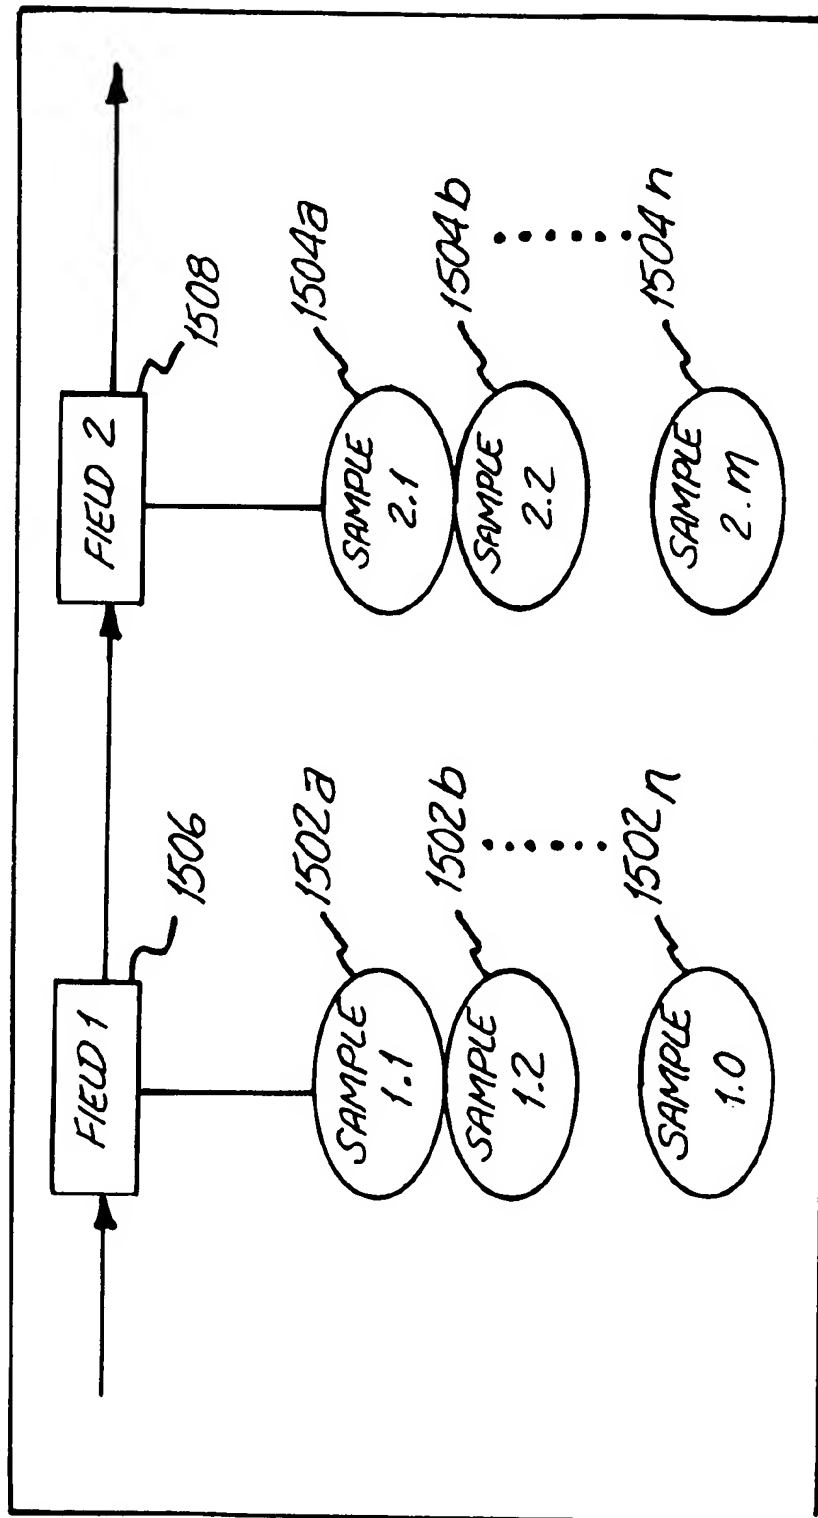 FIELD 1
1506
FIELD 2
1508
SAMPLE
1.1
1502a
SAMPLE
2.1
1504a
SAMPLE
1.2
1502b
SAMPLE
2.2
1504b
SAMPLE
1.0
1502n
SAMPLE
2.m
1504n